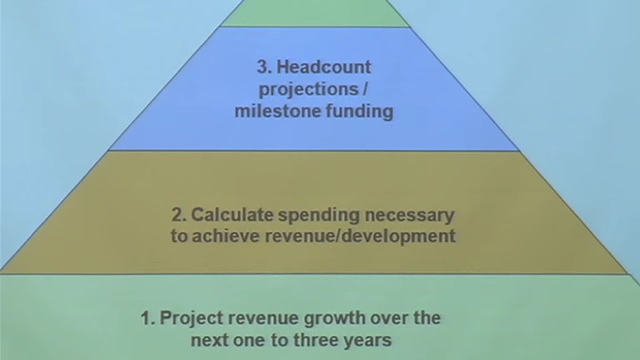 3. Headcount
projections /
milestone funding
2. Calculate spending necessary
to achieve revenue/development
1. Project revenue growth over the
next one to three years